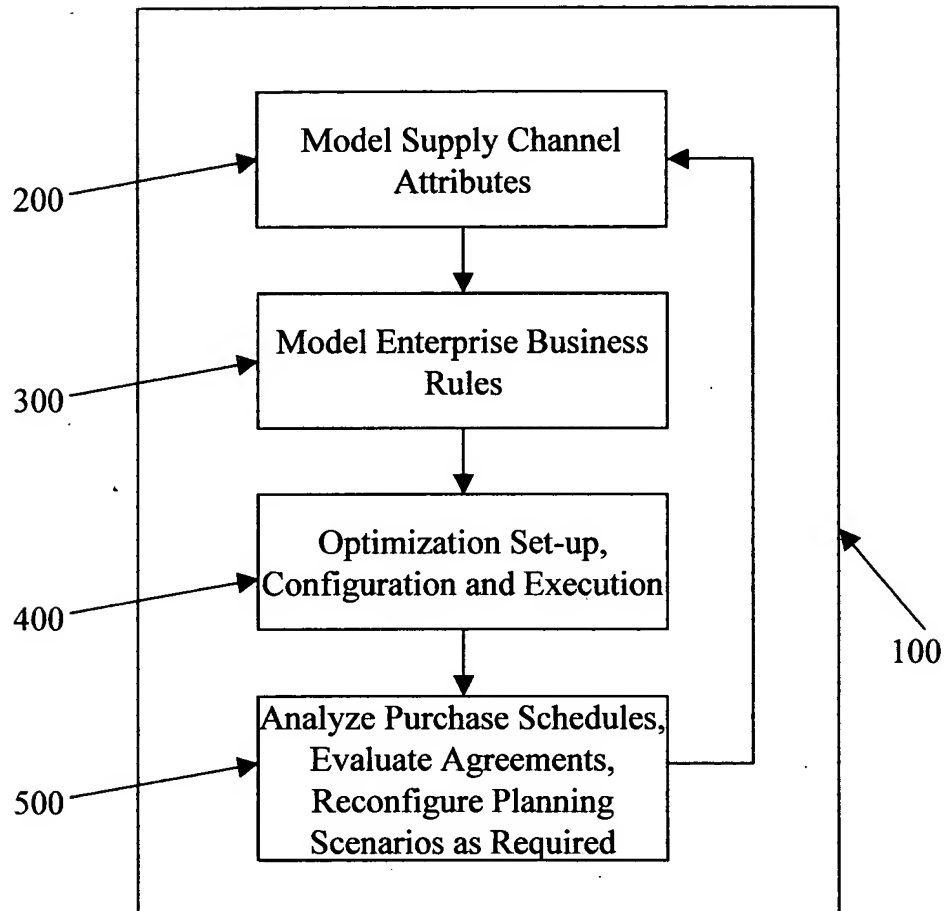 Model Supply Channel
Attributes
200
Model Enterprise Business
Rules
300
Optimization Set-up,
Configuration and Execution
400
100
Analyze Purchase Schedules,
Evaluate Agreements,
Reconfigure Planning
Scenarios as Required
500